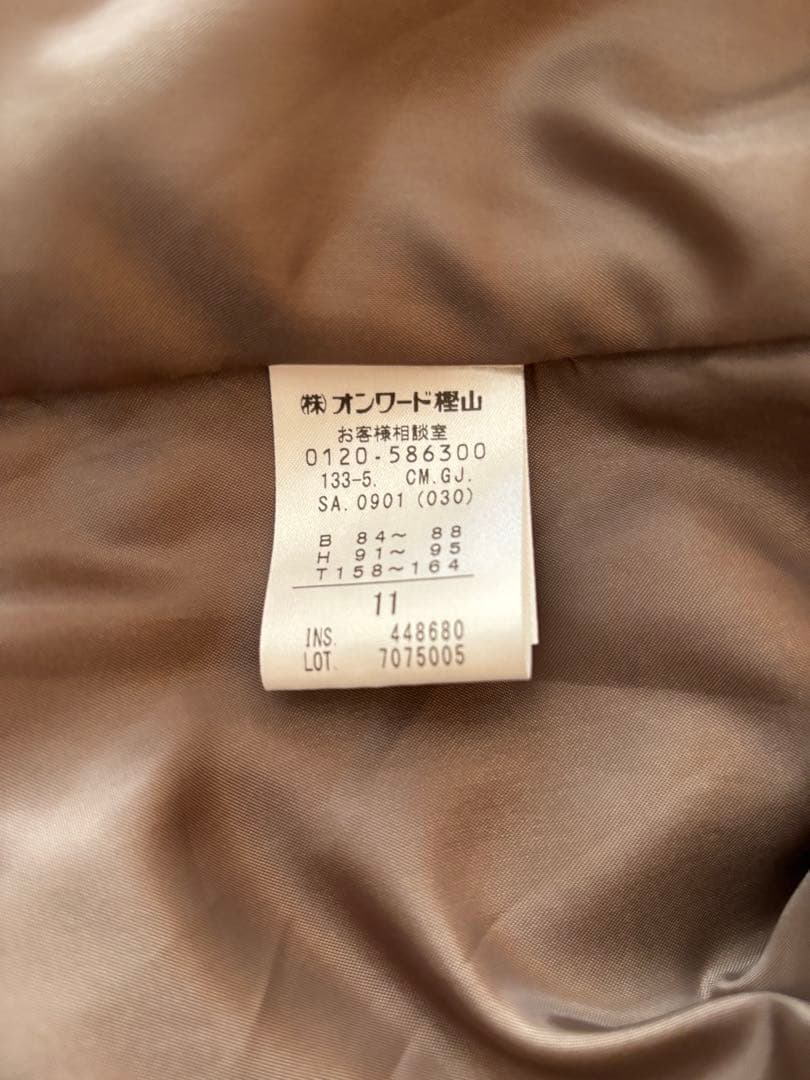 ㈱オンワード樫山
お客様相談室
0120-586300
133-5. CM.GJ.
SA.0901(030)
B 84～ 88
H 91～ 95
T158～164
11
INS. 448680
LOT. 7075005